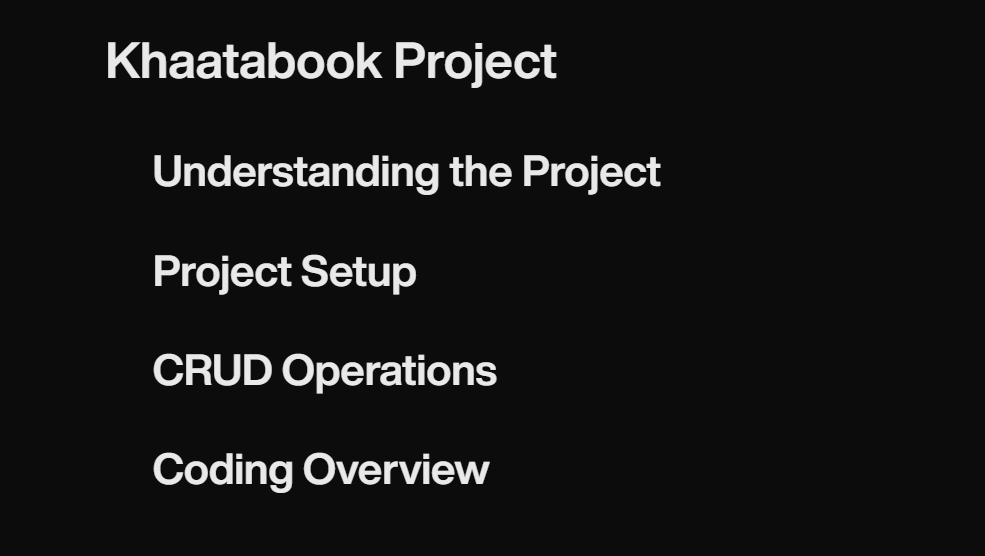 Khaatabook Project
Understanding the Project
Project Setup
CRUD Operations
Coding Overview